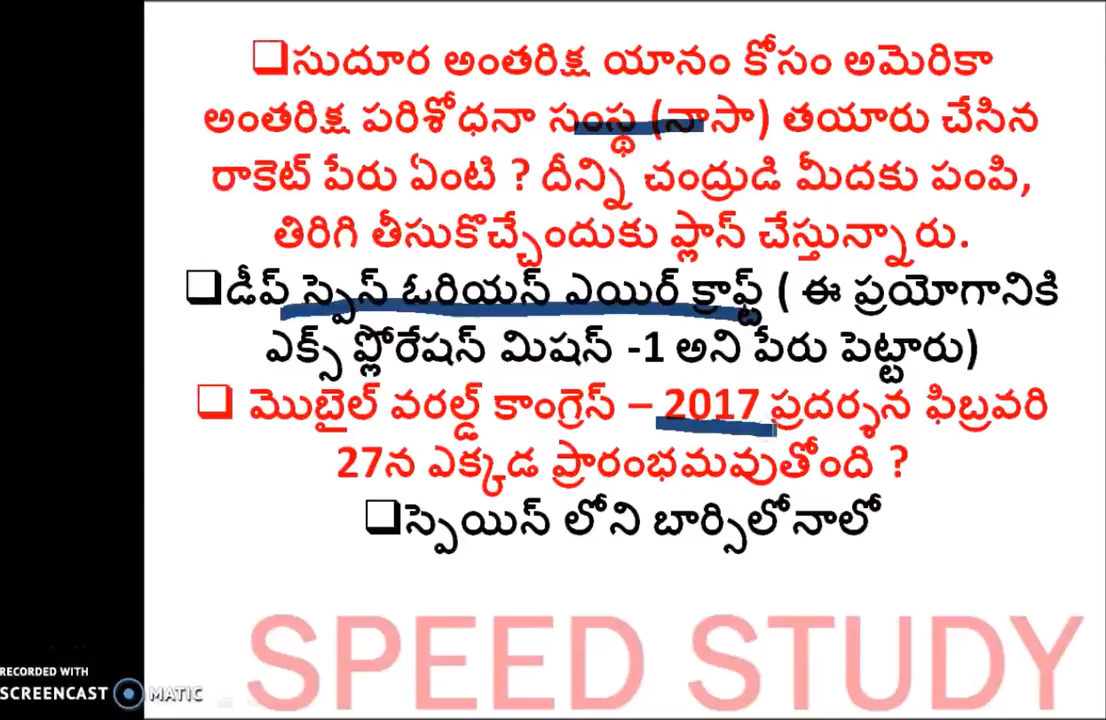 ❑సుదూర అంతరిక్ష యానం కోసం అమెరికా
అంతరిక్ష పరిశోధనా సంస్థ (నాసా) తయారు చేసిన
రాకెట్ పేరు ఏంటి ? దీన్ని చంద్రుడి మీదకు పంపి,
తిరిగి తీసుకొచ్చేందుకు ప్లాన్ చేస్తున్నారు.
❑డీప్ స్పెస్ ఓరియన్ ఎయిర్ క్రాఫ్ట్ ( ఈ ప్రయోగానికి
ఎక్స్ ప్లోరేషన్ మిషన్ -1 అని పేరు పెట్టారు)
❑ మొబైల్ వరల్డ్ కాంగ్రెస్ – 2017 ప్రదర్శన ఫిబ్రవరి
27న ఎక్కడ ప్రారంభమవుతోంది ?
❑స్పెయిన్ లోని బార్సిలోనాలో
SPEED STUDY
RECORDED WITH
SCREENCAST MATIC